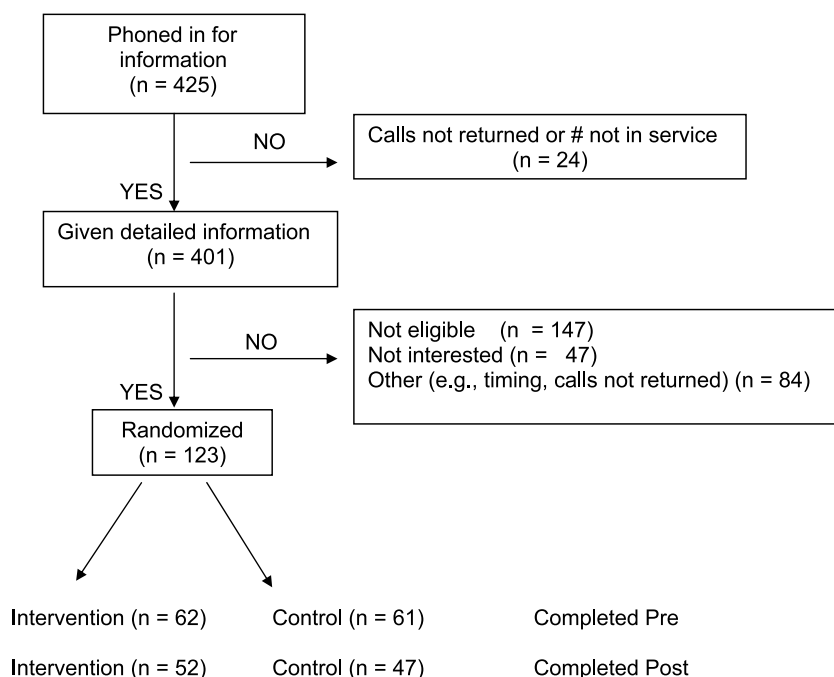 Phoned in for
information
(n = 425)
NO
Calls not returned or # not in service
(n = 24)
YES
Given detailed information
(n = 401)
NO
Not eligible (n = 147)
Not interested (n = 47)
Other (e.g., timing, calls not returned) (n = 84)
YES
Randomized
(n = 123)
Intervention (n = 62) Control (n = 61) Completed Pre
Intervention (n = 52) Control (n = 47) Completed Post